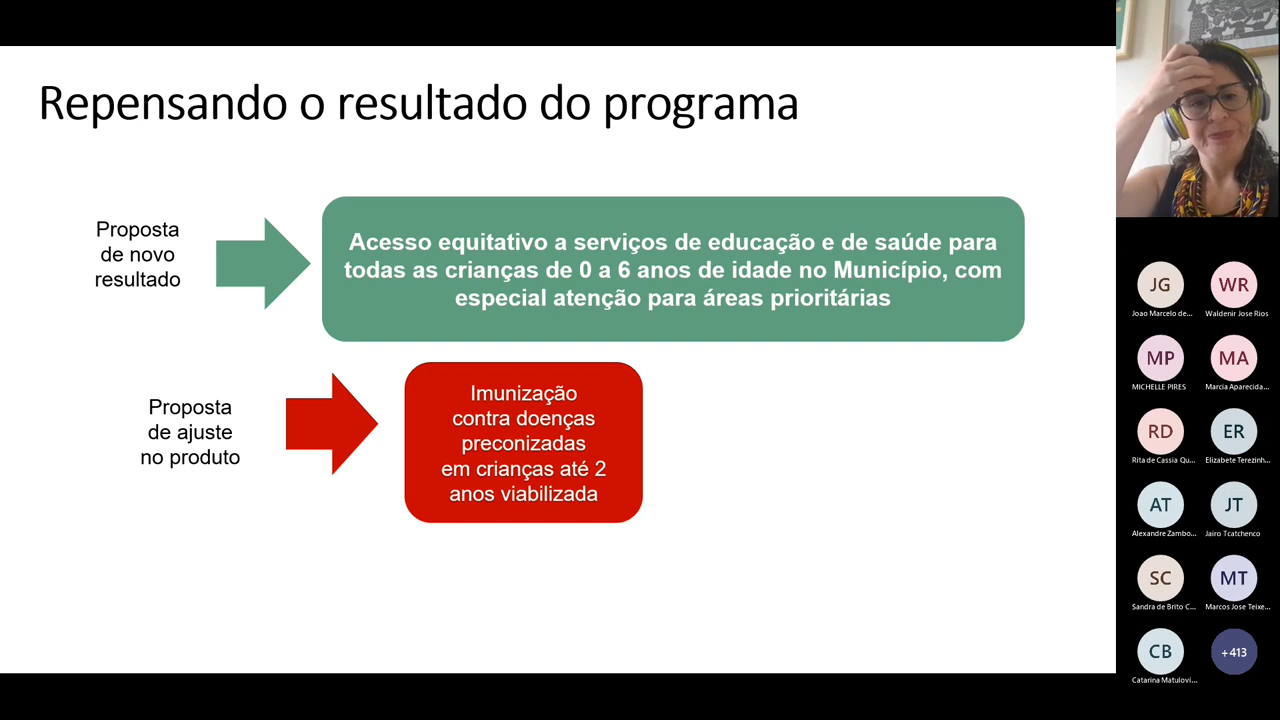 Repensando o resultado do programa
Proposta
de novo
resultado
Acesso equitativo a serviços de educação e de saúde para
todas as crianças de 0 a 6 anos de idade no Município, com
especial atenção para áreas prioritárias
Proposta
de ajuste
no produto
Imunização
contra doenças
preconizadas
em crianças até 2
anos viabilizada
JG
WR
Joao Marcelo de...
Waldenir Jose Rios
MP
MA
MICHELLE PIRES
Marcia Aparecida...
RD
ER
Rita de Cassia Qu...
Elizabete Terezinh...
AT
JT
Alexandre Zambo...
Jairo Tcatchenco
SC
MT
Sandra de Brito C...
Marcos Jose Teixe...
CB
+413
Catarina Matulovi...